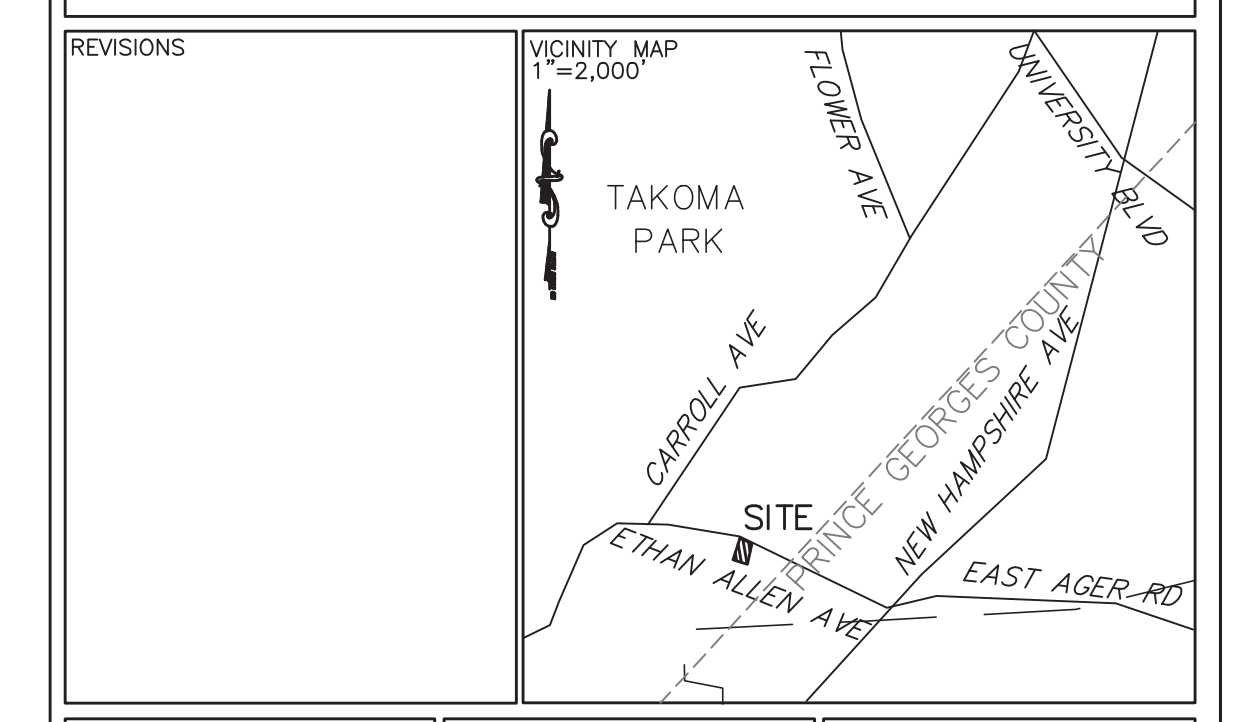 REVISIONS
VICINITY MAP
1"=2,000'
FLOWER AVE
UNIVERSITY BLVD
TAKOMA
PARK
CARROLL AVE
PRINCE GEORGES COUNTY
NEW HAMPSHIRE AVE
SITE
ETHAN ALLEN AVE
EAST AGER RD